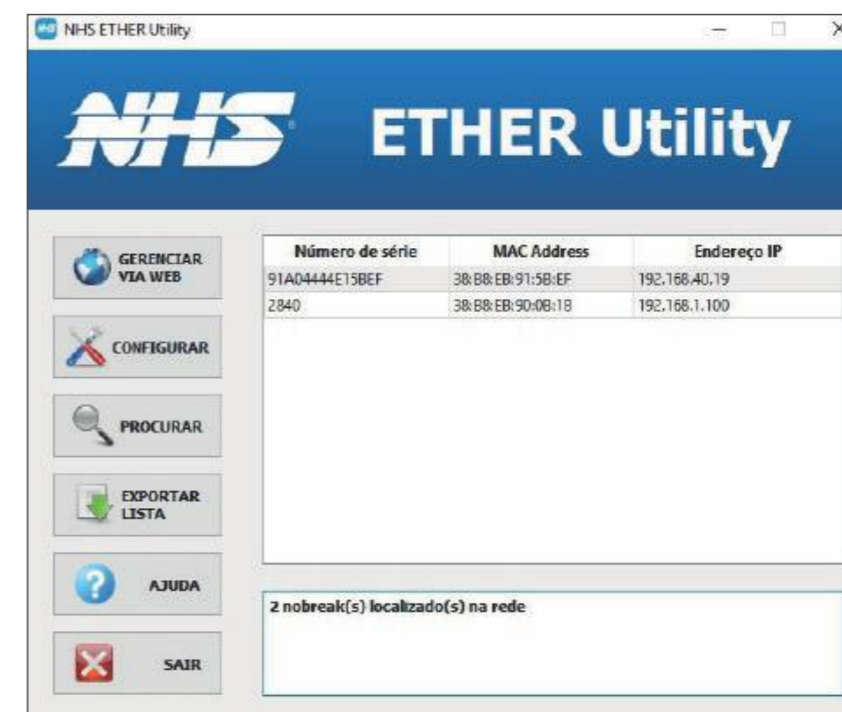 NHS ETHER Utility
NHS ETHER Utility
GERENCIAR
VIA WEB
CONFIGURAR
PROCURAR
EXPORTAR
LISTA
AJUDA
SAIR
Número de série MAC Address Endereço IP
91A04444E15BEF 38:B8:EB:91:5B:EF 192.168.40.19
2840 38:B8:EB:90:0B:18 192.168.1.100
2 nobreak(s) localizado(s) na rede